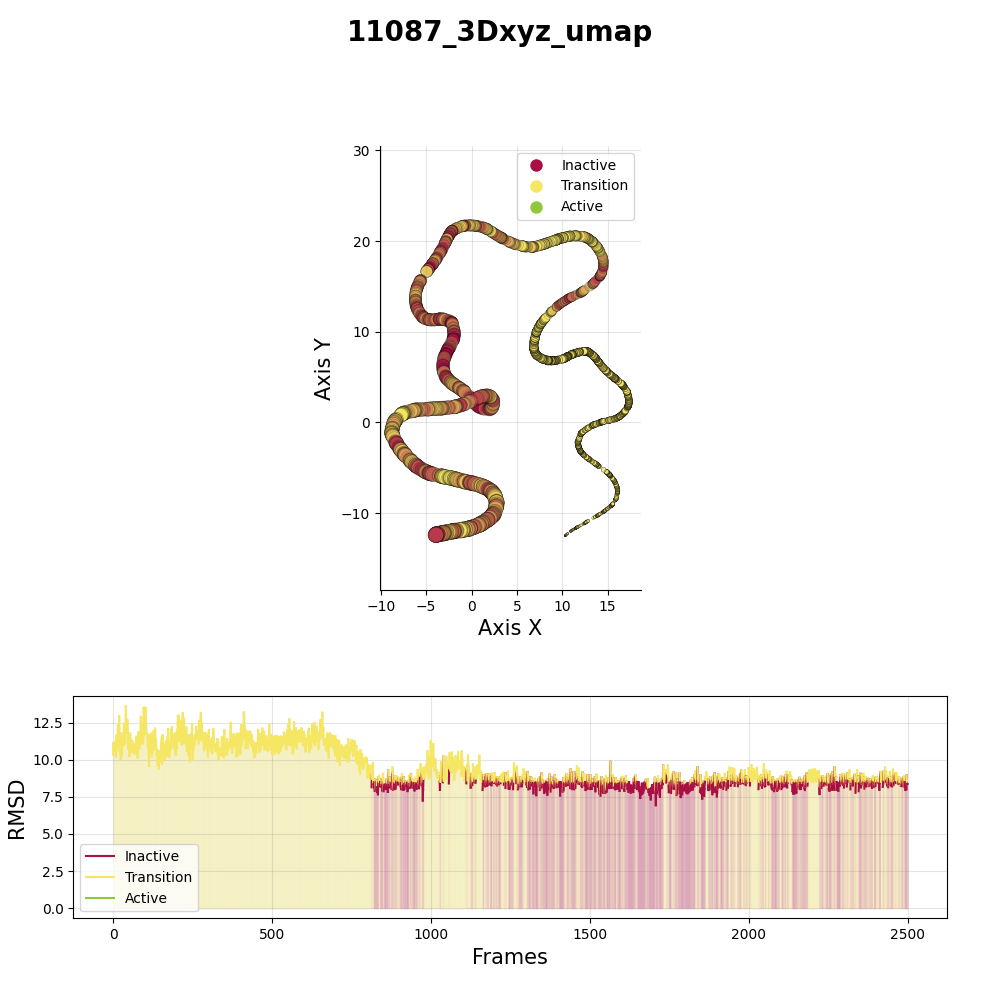 11087_3Dxyz_umap
30
20
10
0
−10
Axis Y
Inactive
Transition
Active
−10 −5 0 5 10 15
Axis X
12.5
10.0
7.5
5.0
2.5
0.0
RMSD
Inactive
Transition
Active
0 500 1000 1500 2000 2500
Frames